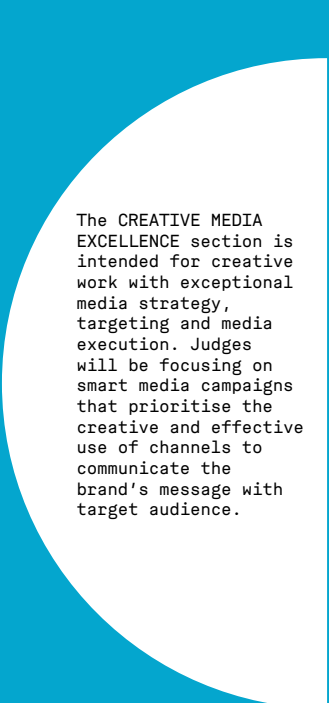 The CREATIVE MEDIA
EXCELLENCE section is
intended for creative
work with exceptional
media strategy,
targeting and media
execution. Judges
will be focusing on
smart media campaigns
that prioritise the
creative and effective
use of channels to
communicate the
brand's message with
target audience.